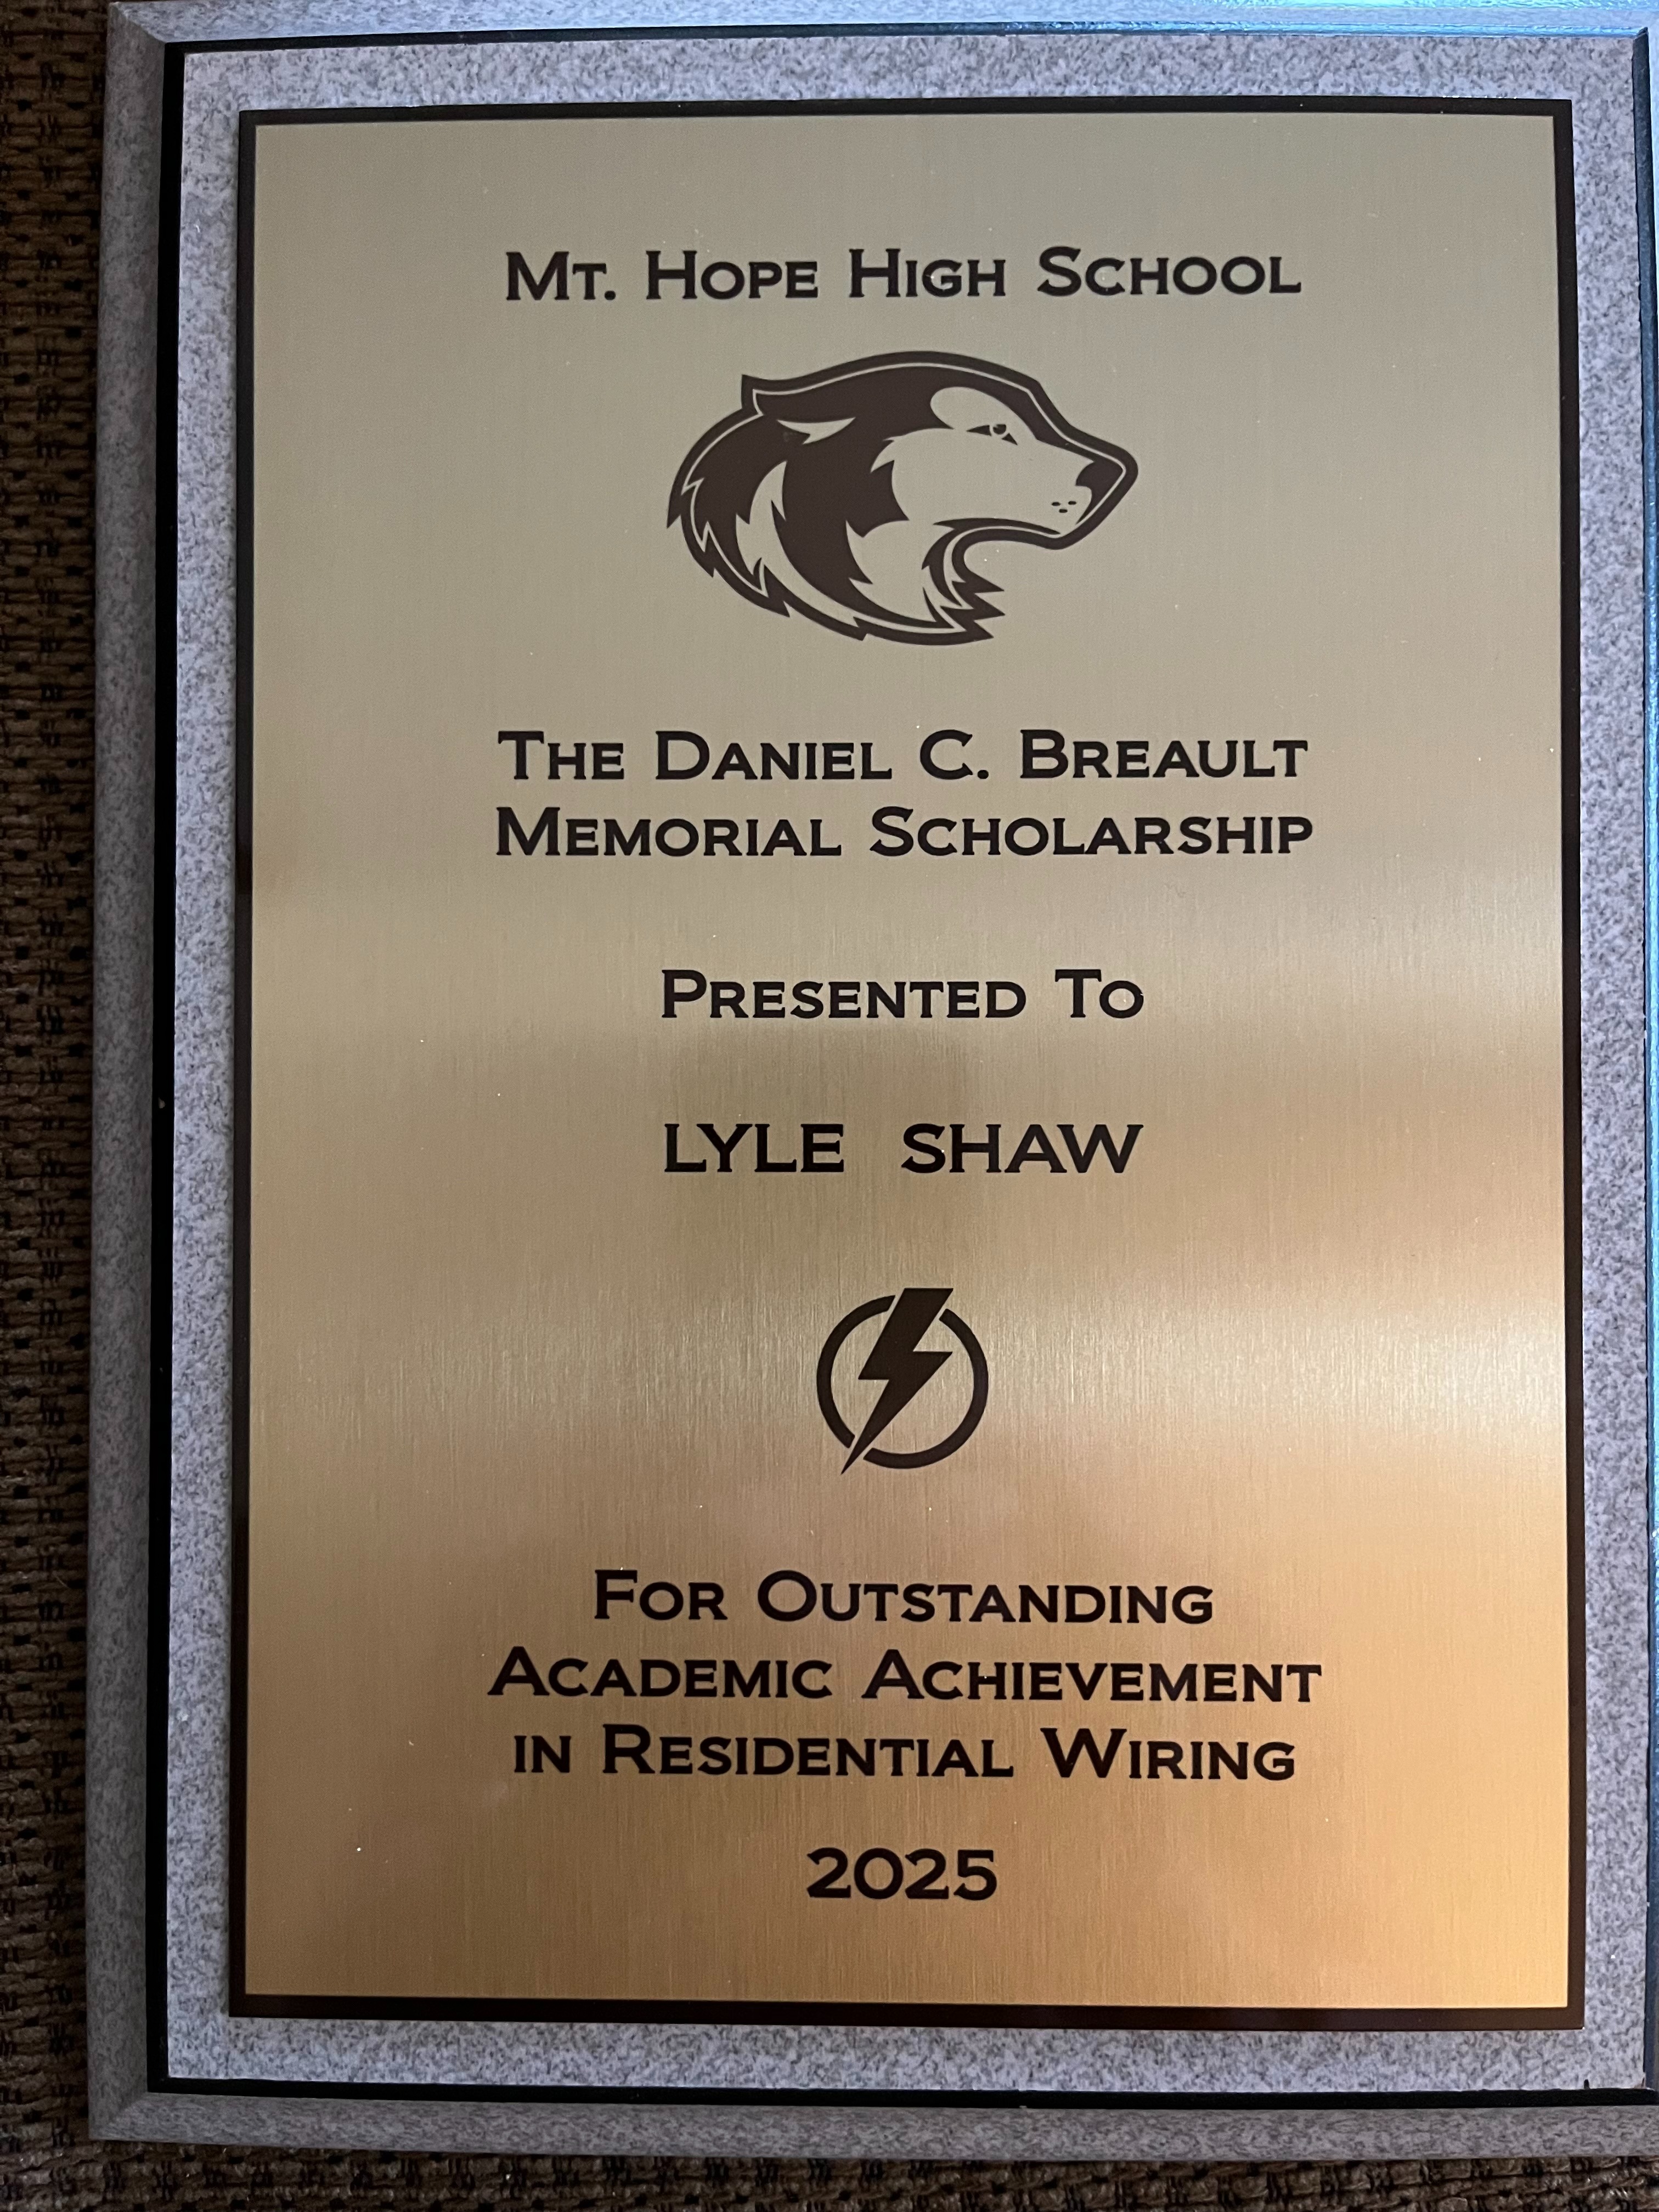 Mt. Hope High School
The Daniel C. Breault
Memorial Scholarship
Presented To
LYLE SHAW
For Outstanding
Academic Achievement
in Residential Wiring
2025